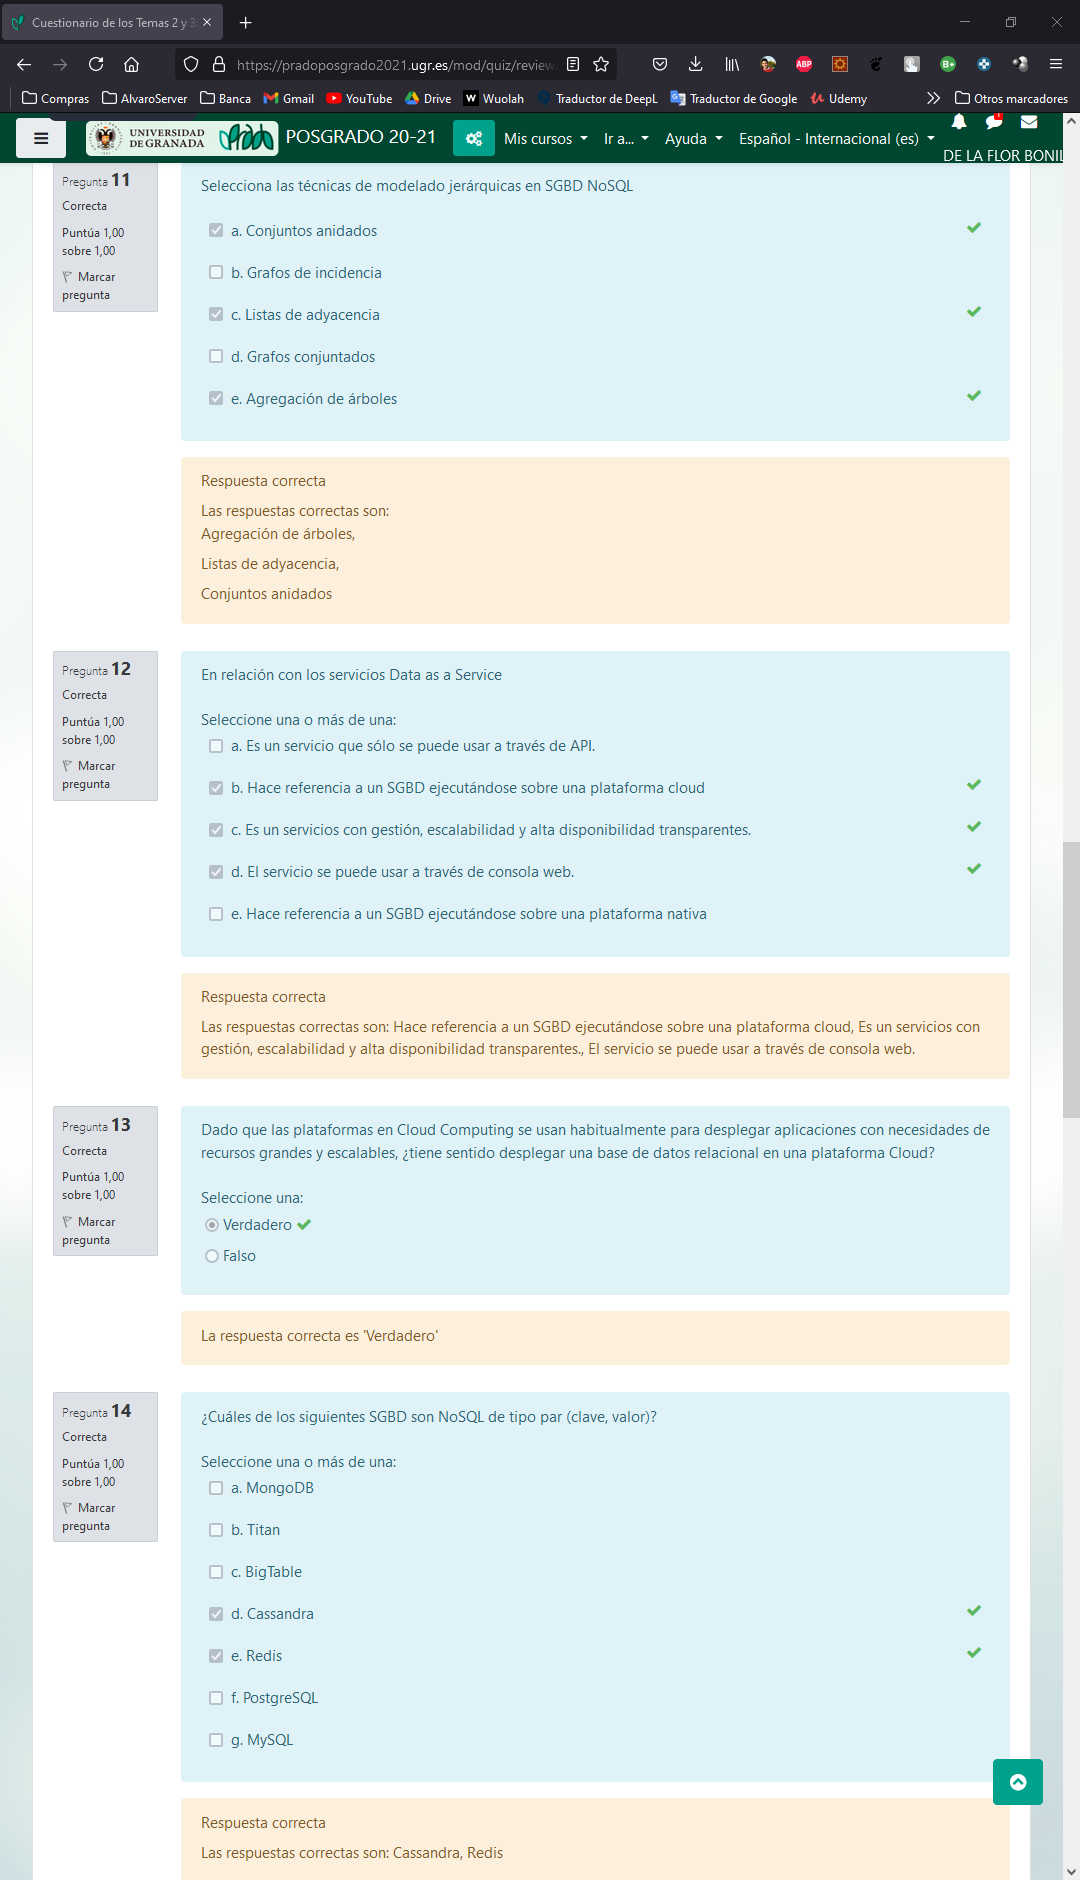 Cuestionario de los Temas 2 y 3
https://pradoposgrado2021.ugr.es/mod/quiz/review
ABP
B+
Compras
AlvaroServer
Banca
Gmail
YouTube
Drive
Wuolah
Traductor de DeepL
Traductor de Google
Udemy
Otros marcadores
UNIVERSIDAD
DE GRANADA
POSGRADO 20-21
Mis cursos
Ir a...
Ayuda
Español - Internacional (es)
DE LA FLOR BONIL
Pregunta 11
Correcta
Puntúa 1,00
sobre 1,00
Marcar
pregunta
Selecciona las técnicas de modelado jerárquicas en SGBD NoSQL
a. Conjuntos anidados
b. Grafos de incidencia
c. Listas de adyacencia
d. Grafos conjuntados
e. Agregación de árboles
Respuesta correcta
Las respuestas correctas son:
Agregación de árboles,
Listas de adyacencia,
Conjuntos anidados
Pregunta 12
Correcta
Puntúa 1,00
sobre 1,00
Marcar
pregunta
En relación con los servicios Data as a Service
Seleccione una o más de una:
a. Es un servicio que sólo se puede usar a través de API.
b. Hace referencia a un SGBD ejecutándose sobre una plataforma cloud
c. Es un servicios con gestión, escalabilidad y alta disponibilidad transparentes.
d. El servicio se puede usar a través de consola web.
e. Hace referencia a un SGBD ejecutándose sobre una plataforma nativa
Respuesta correcta
Las respuestas correctas son: Hace referencia a un SGBD ejecutándose sobre una plataforma cloud, Es un servicios con
gestión, escalabilidad y alta disponibilidad transparentes., El servicio se puede usar a través de consola web.
Pregunta 13
Correcta
Puntúa 1,00
sobre 1,00
Marcar
pregunta
Dado que las plataformas en Cloud Computing se usan habitualmente para desplegar aplicaciones con necesidades de
recursos grandes y escalables, ¿tiene sentido desplegar una base de datos relacional en una plataforma Cloud?
Seleccione una:
Verdadero
Falso
La respuesta correcta es 'Verdadero'
Pregunta 14
Correcta
Puntúa 1,00
sobre 1,00
Marcar
pregunta
¿Cuáles de los siguientes SGBD son NoSQL de tipo par (clave, valor)?
Seleccione una o más de una:
a. MongoDB
b. Titan
c. BigTable
d. Cassandra
e. Redis
f. PostgreSQL
g. MySQL
Respuesta correcta
Las respuestas correctas son: Cassandra, Redis